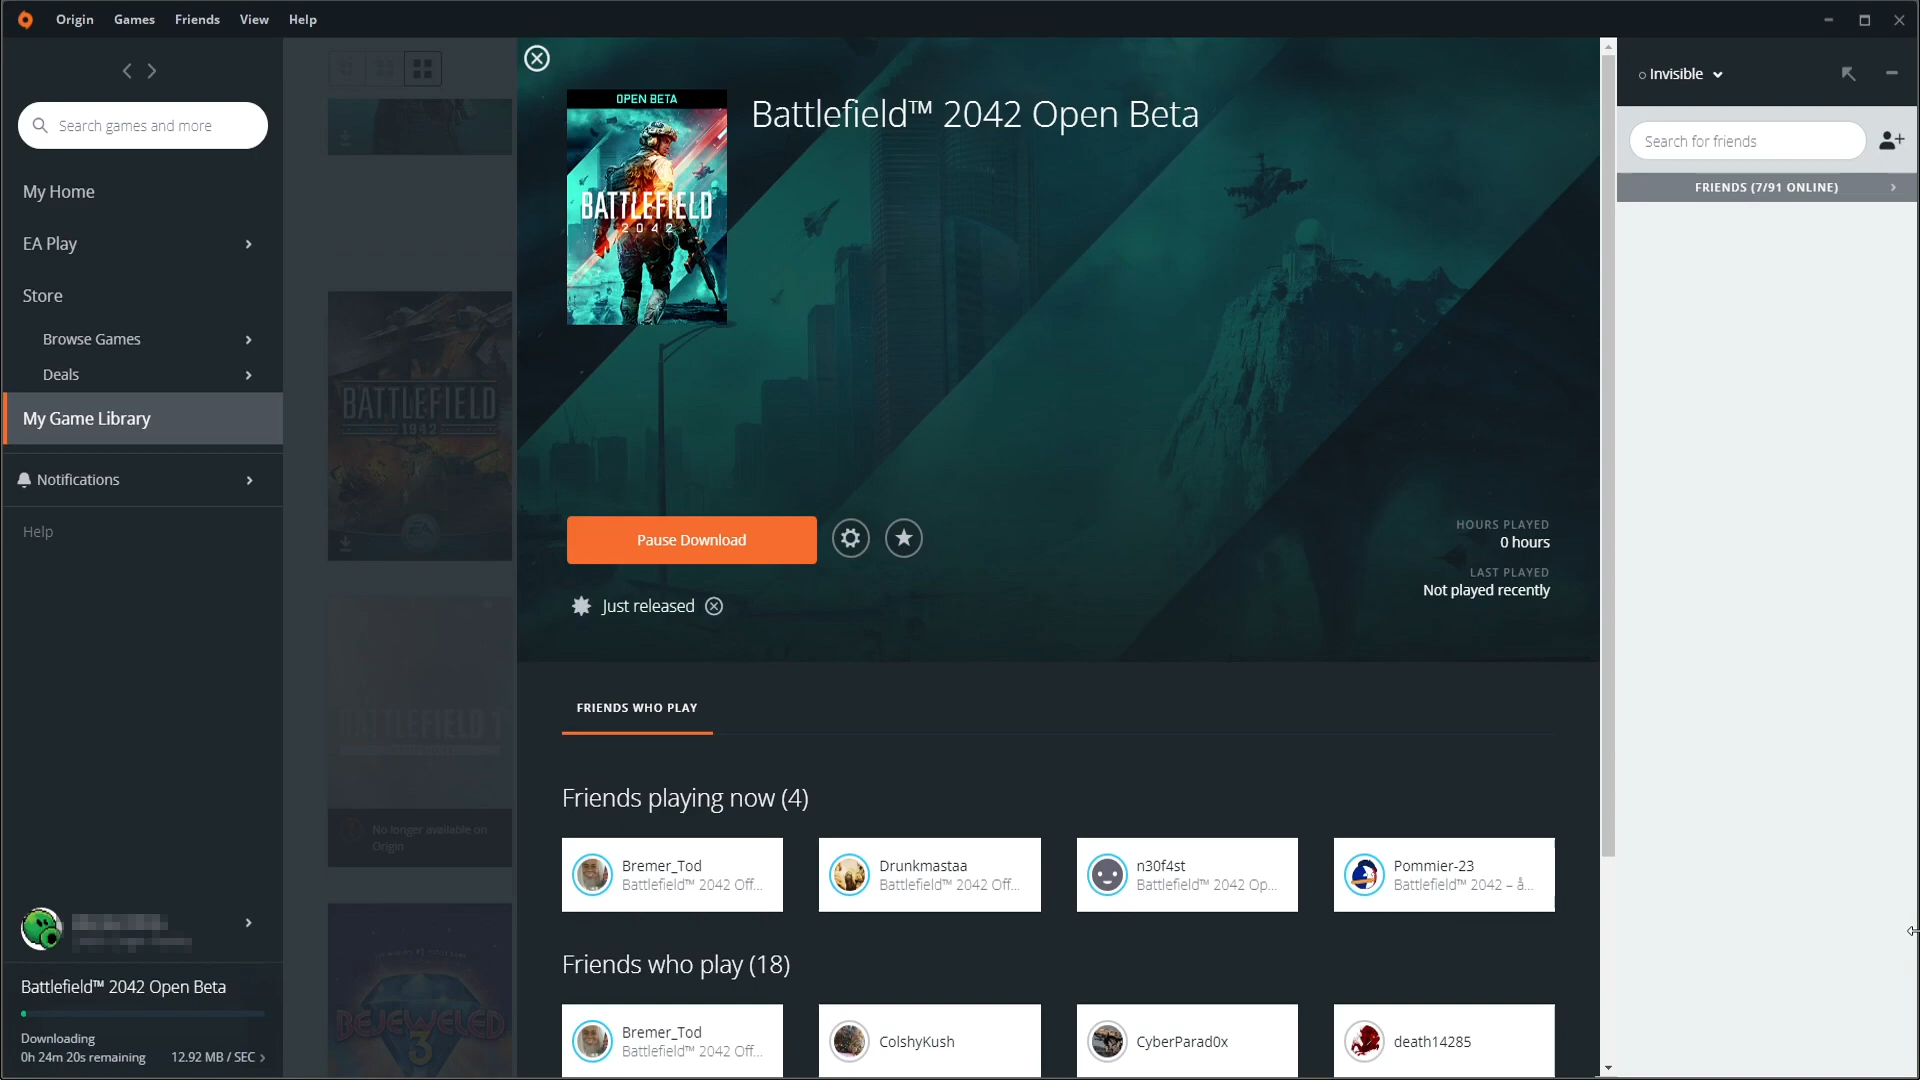 Origin Games Friends View Help
Search games and more
My Home
EA Play
Store
Browse Games
Deals
My Game Library
Notifications
Help
Battlefield™ 2042 Open Beta
Downloading
0h 24m 20s remaining 12.92 MB / SEC
BATTLEFIELD
1942
EA
BATTLEFIELD 1
No longer available on
Origin
BEJEWELED
3
OPEN BETA
BATTLEFIELD
2042
Battlefield™ 2042 Open Beta
Pause Download
Just released
HOURS PLAYED
0 hours
LAST PLAYED
Not played recently
FRIENDS WHO PLAY
Friends playing now (4)
Bremer_Tod
Battlefield™ 2042 Off...
Drunkmastaa
Battlefield™ 2042 Off...
n30f4st
Battlefield™ 2042 Op...
Pommier-23
Battlefield™ 2042 – å...
Friends who play (18)
Bremer_Tod
Battlefield™ 2042 Off...
ColshyKush
CyberParad0x
death14285
Invisible
Search for friends
FRIENDS (7/91 ONLINE)